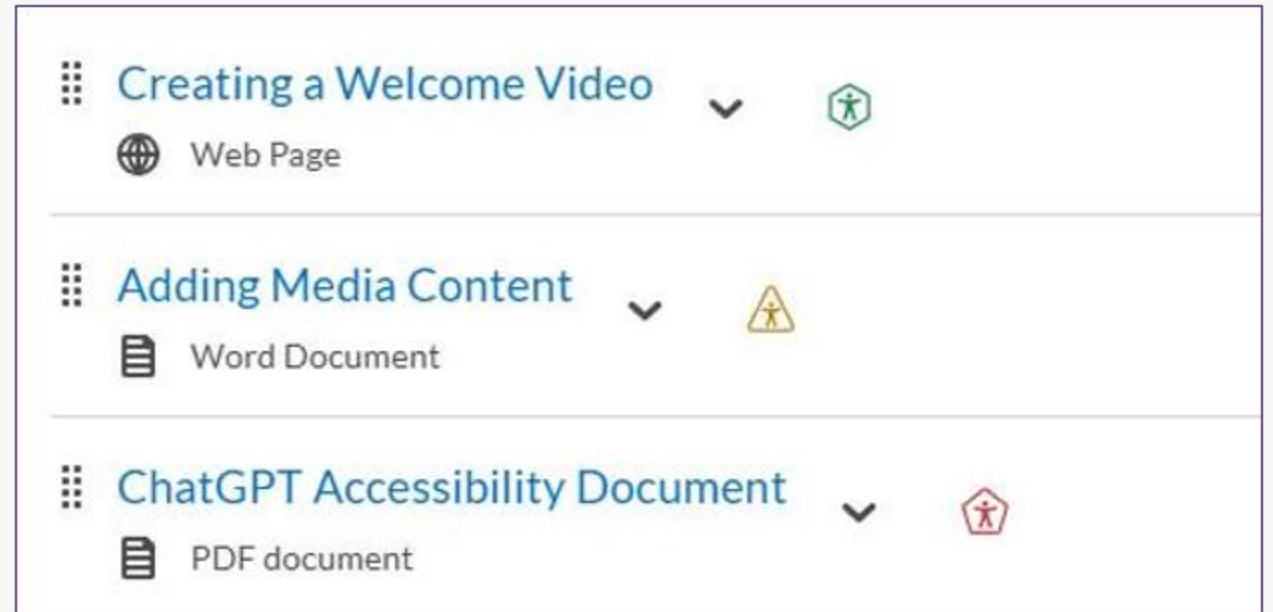 Creating a Welcome Video
Web Page
Adding Media Content
Word Document
ChatGPT Accessibility Document
PDF document